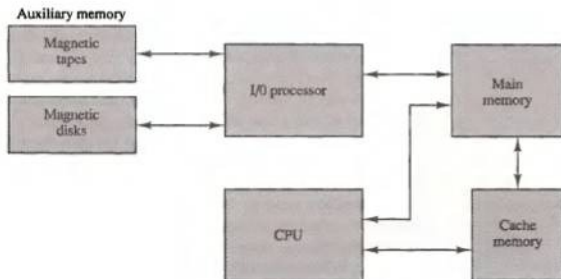 Auxiliary memory
Magnetic
tapes
Magnetic
disks
I/0 processor
Main
memory
CPU
Cache
memory